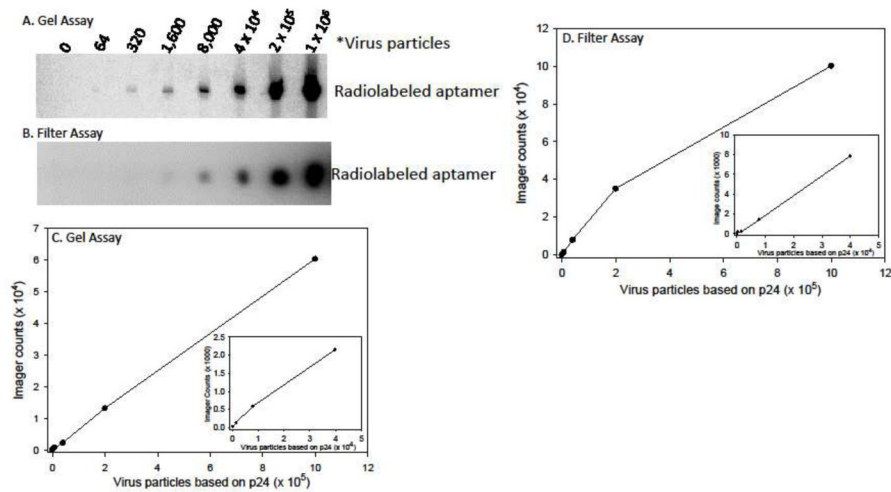 A. Gel Assay
0 64 320 1,600 8,000 4 x 10⁴ 2 x 10⁵ 1 x 10⁶ *Virus particles
Radiolabeled aptamer
B. Filter Assay
Radiolabeled aptamer
C. Gel Assay
Imager counts (x 10⁴)
7
6
5
4
3
2
1
0
0 2 4 6 8 10 12
Virus particles based on p24 (x 10⁵)
Imager Counts (x 1000)
2.5
2.0
1.5
1.0
0.5
0.0
0 1 2 3 4 5
Virus particles based on p24 (x 10⁴)
D. Filter Assay
Imager counts (x 10⁴)
12
10
8
6
4
2
0
0 2 4 6 8 10 12
Virus particles based on p24 (x 10⁵)
Image counts (x 1000)
10
8
6
4
2
0
0 1 2 3 4 5
Virus particles based on p24 (x 10⁴)